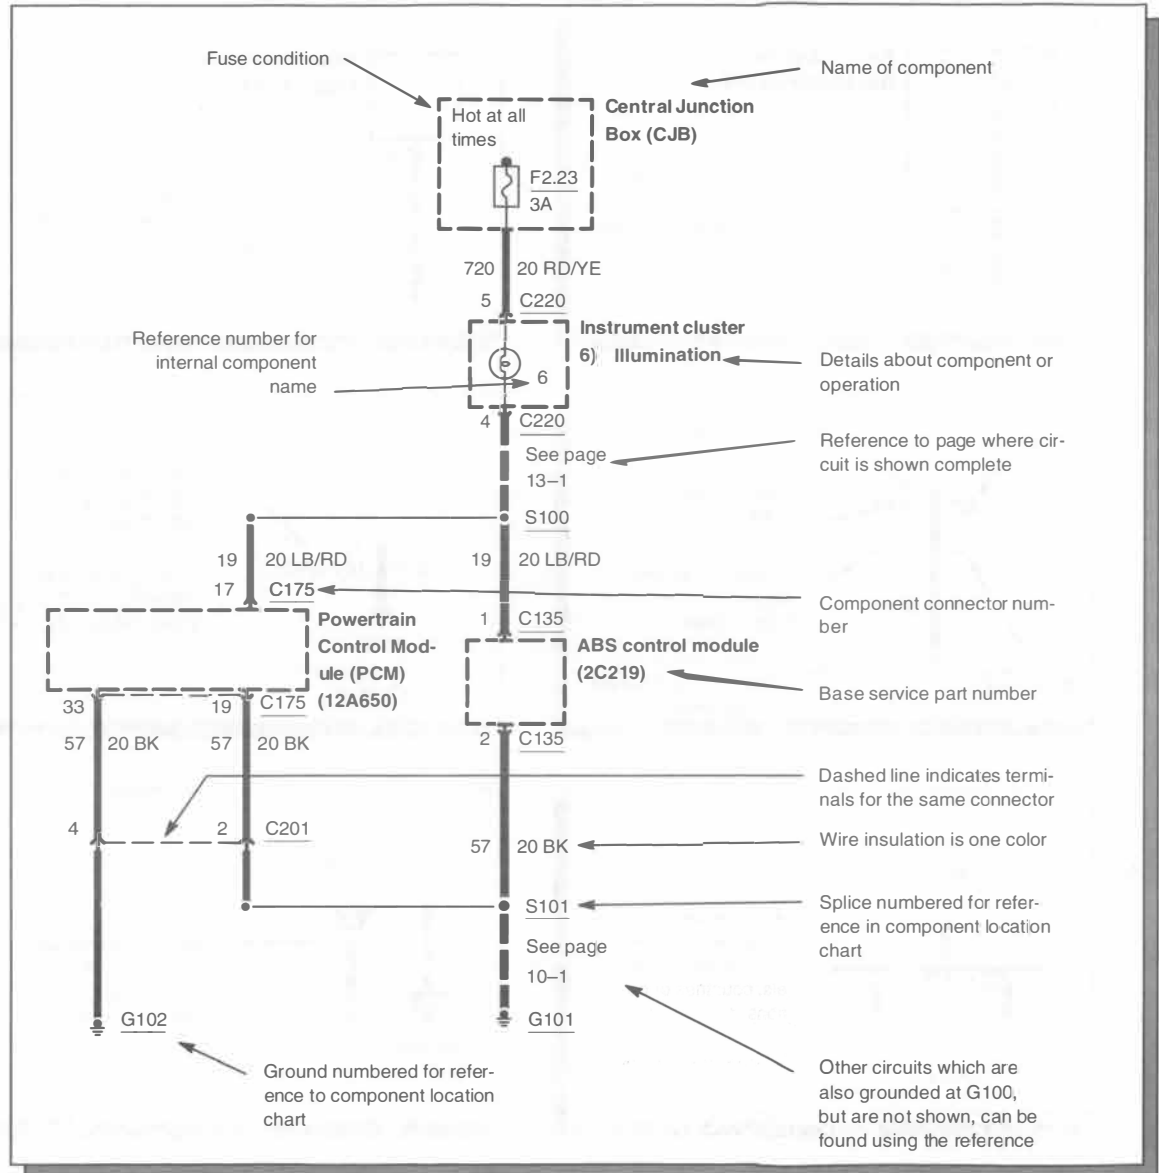 Fuse condition
Name of component
Hot at all
times
Central Junction
Box (CJB)
F2.23
3A
720 20 RD/YE
5 C220
Reference number for
internal component
name
Instrument cluster
6) Illumination
6
Details about component or
operation
4 C220
See page
13–1
Reference to page where cir-
cuit is shown complete
S100
19 20 LB/RD
19 20 LB/RD
17 C175
Component connector num-
ber
1 C135
Powertrain
Control Mod-
ule (PCM)
(12A650)
ABS control module
(2C219)
Base service part number
33 19 C175
57 20 BK 57 20 BK
2 C135
Dashed line indicates termi-
nals for the same connector
4 2 C201
57 20 BK
Wire insulation is one color
S101
Splice numbered for refer-
ence in component location
chart
See page
10–1
G102
G101
Ground numbered for refer-
ence to component location
chart
Other circuits which are
also grounded at G100,
but are not shown, can be
found using the reference